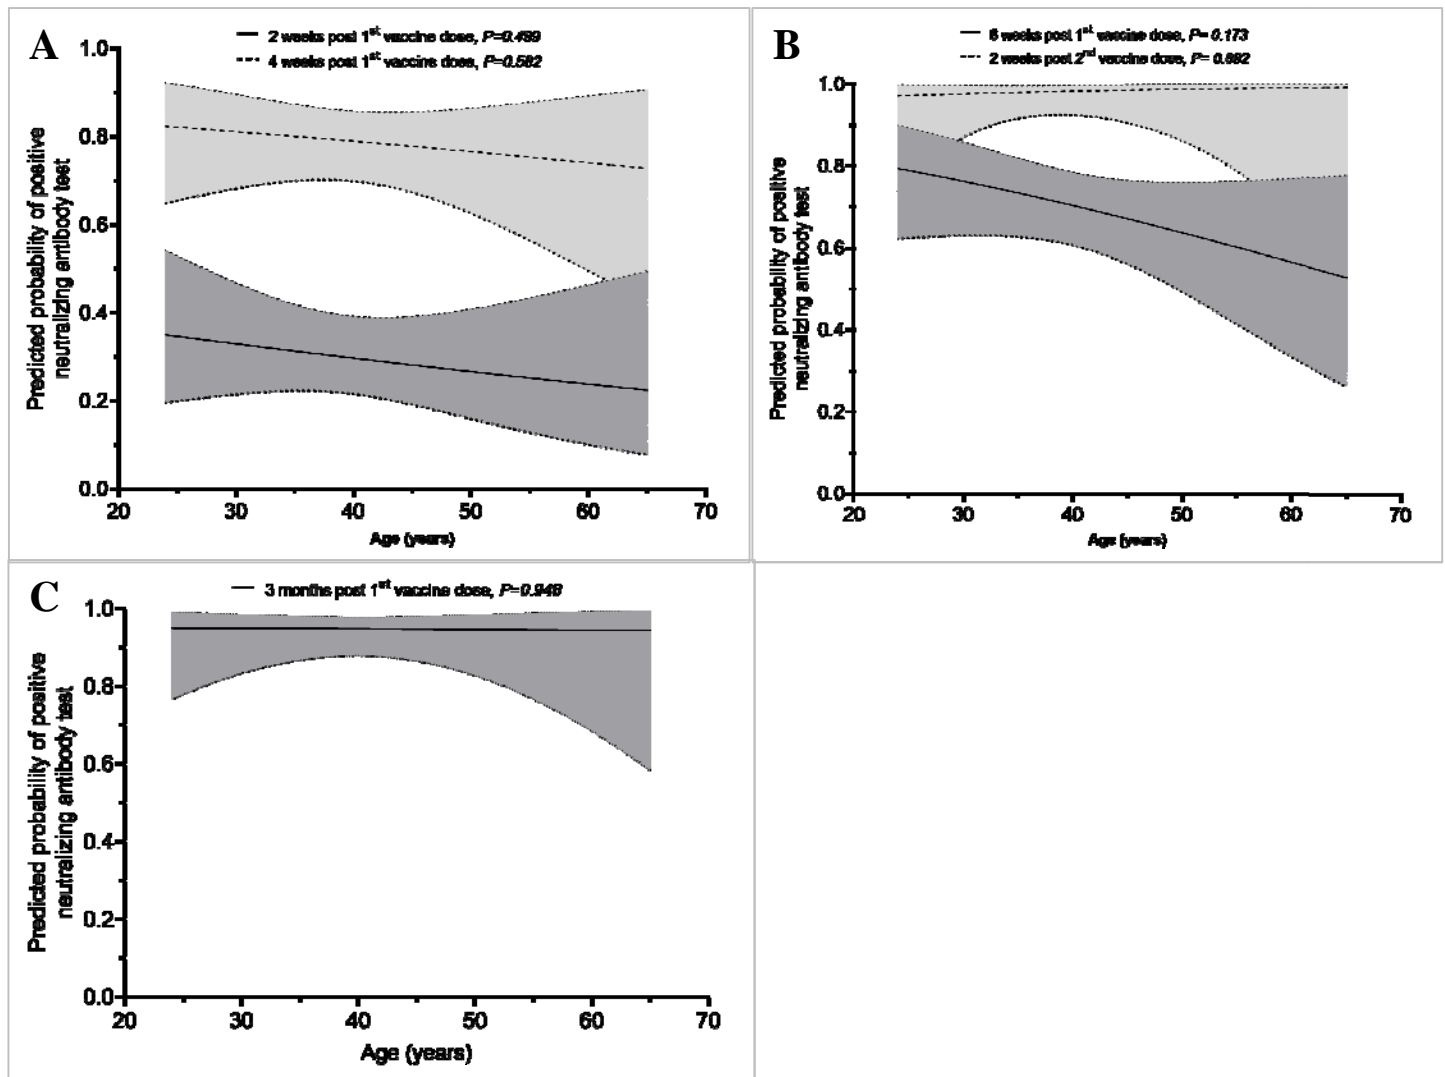 A
2 weeks post 1st vaccine dose, P=0.489
4 weeks post 1st vaccine dose, P=0.582
Predicted probability of positive
neutralizing antibody test
1.0
0.8
0.6
0.4
0.2
0.0
20 30 40 50 60 70
Age (years)
B
6 weeks post 1st vaccine dose, P= 0.173
2 weeks post 2nd vaccine dose,
Predicted probability of positive
neutralizing antibody test
1.0
0.8
0.6
0.4
0.2
0.0
20 30 40 50 60 70
Age (years)
C
3 months post 1st vaccine dose,
Predicted probability of positive
neutralizing antibody test
1.0
0.8
0.6
0.4
0.2
0.0
20 30 40 50 60 70
Age (years)